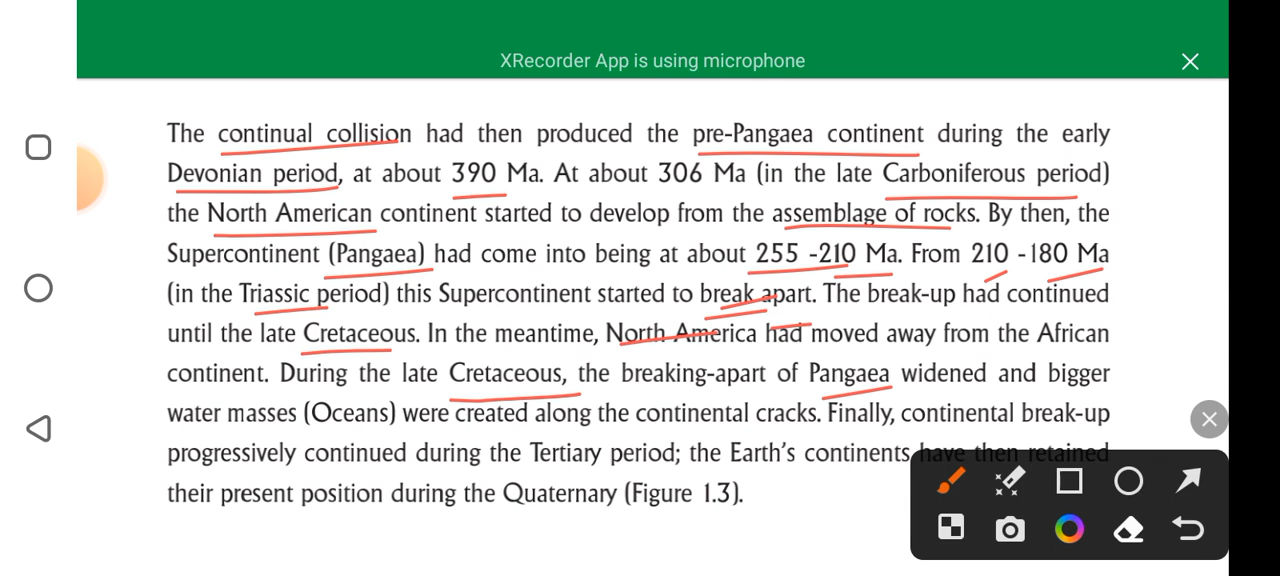 XRecorder App is using microphone
The continual collision had then produced the pre-Pangaea continent during the early
Devonian period, at about 390 Ma. At about 306 Ma (in the late Carboniferous period)
the North American continent started to develop from the assemblage of rocks. By then, the
Supercontinent (Pangaea) had come into being at about 255 -210 Ma. From 210 -180 Ma
(in the Triassic period) this Supercontinent started to break apart. The break-up had continued
until the late Cretaceous. In the meantime, North America had moved away from the African
continent. During the late Cretaceous, the breaking-apart of Pangaea widened and bigger
water masses (Oceans) were created along the continental cracks. Finally, continental break-up
progressively continued during the Tertiary period; the Earth's continents have then retained
their present position during the Quaternary (Figure 1.3).